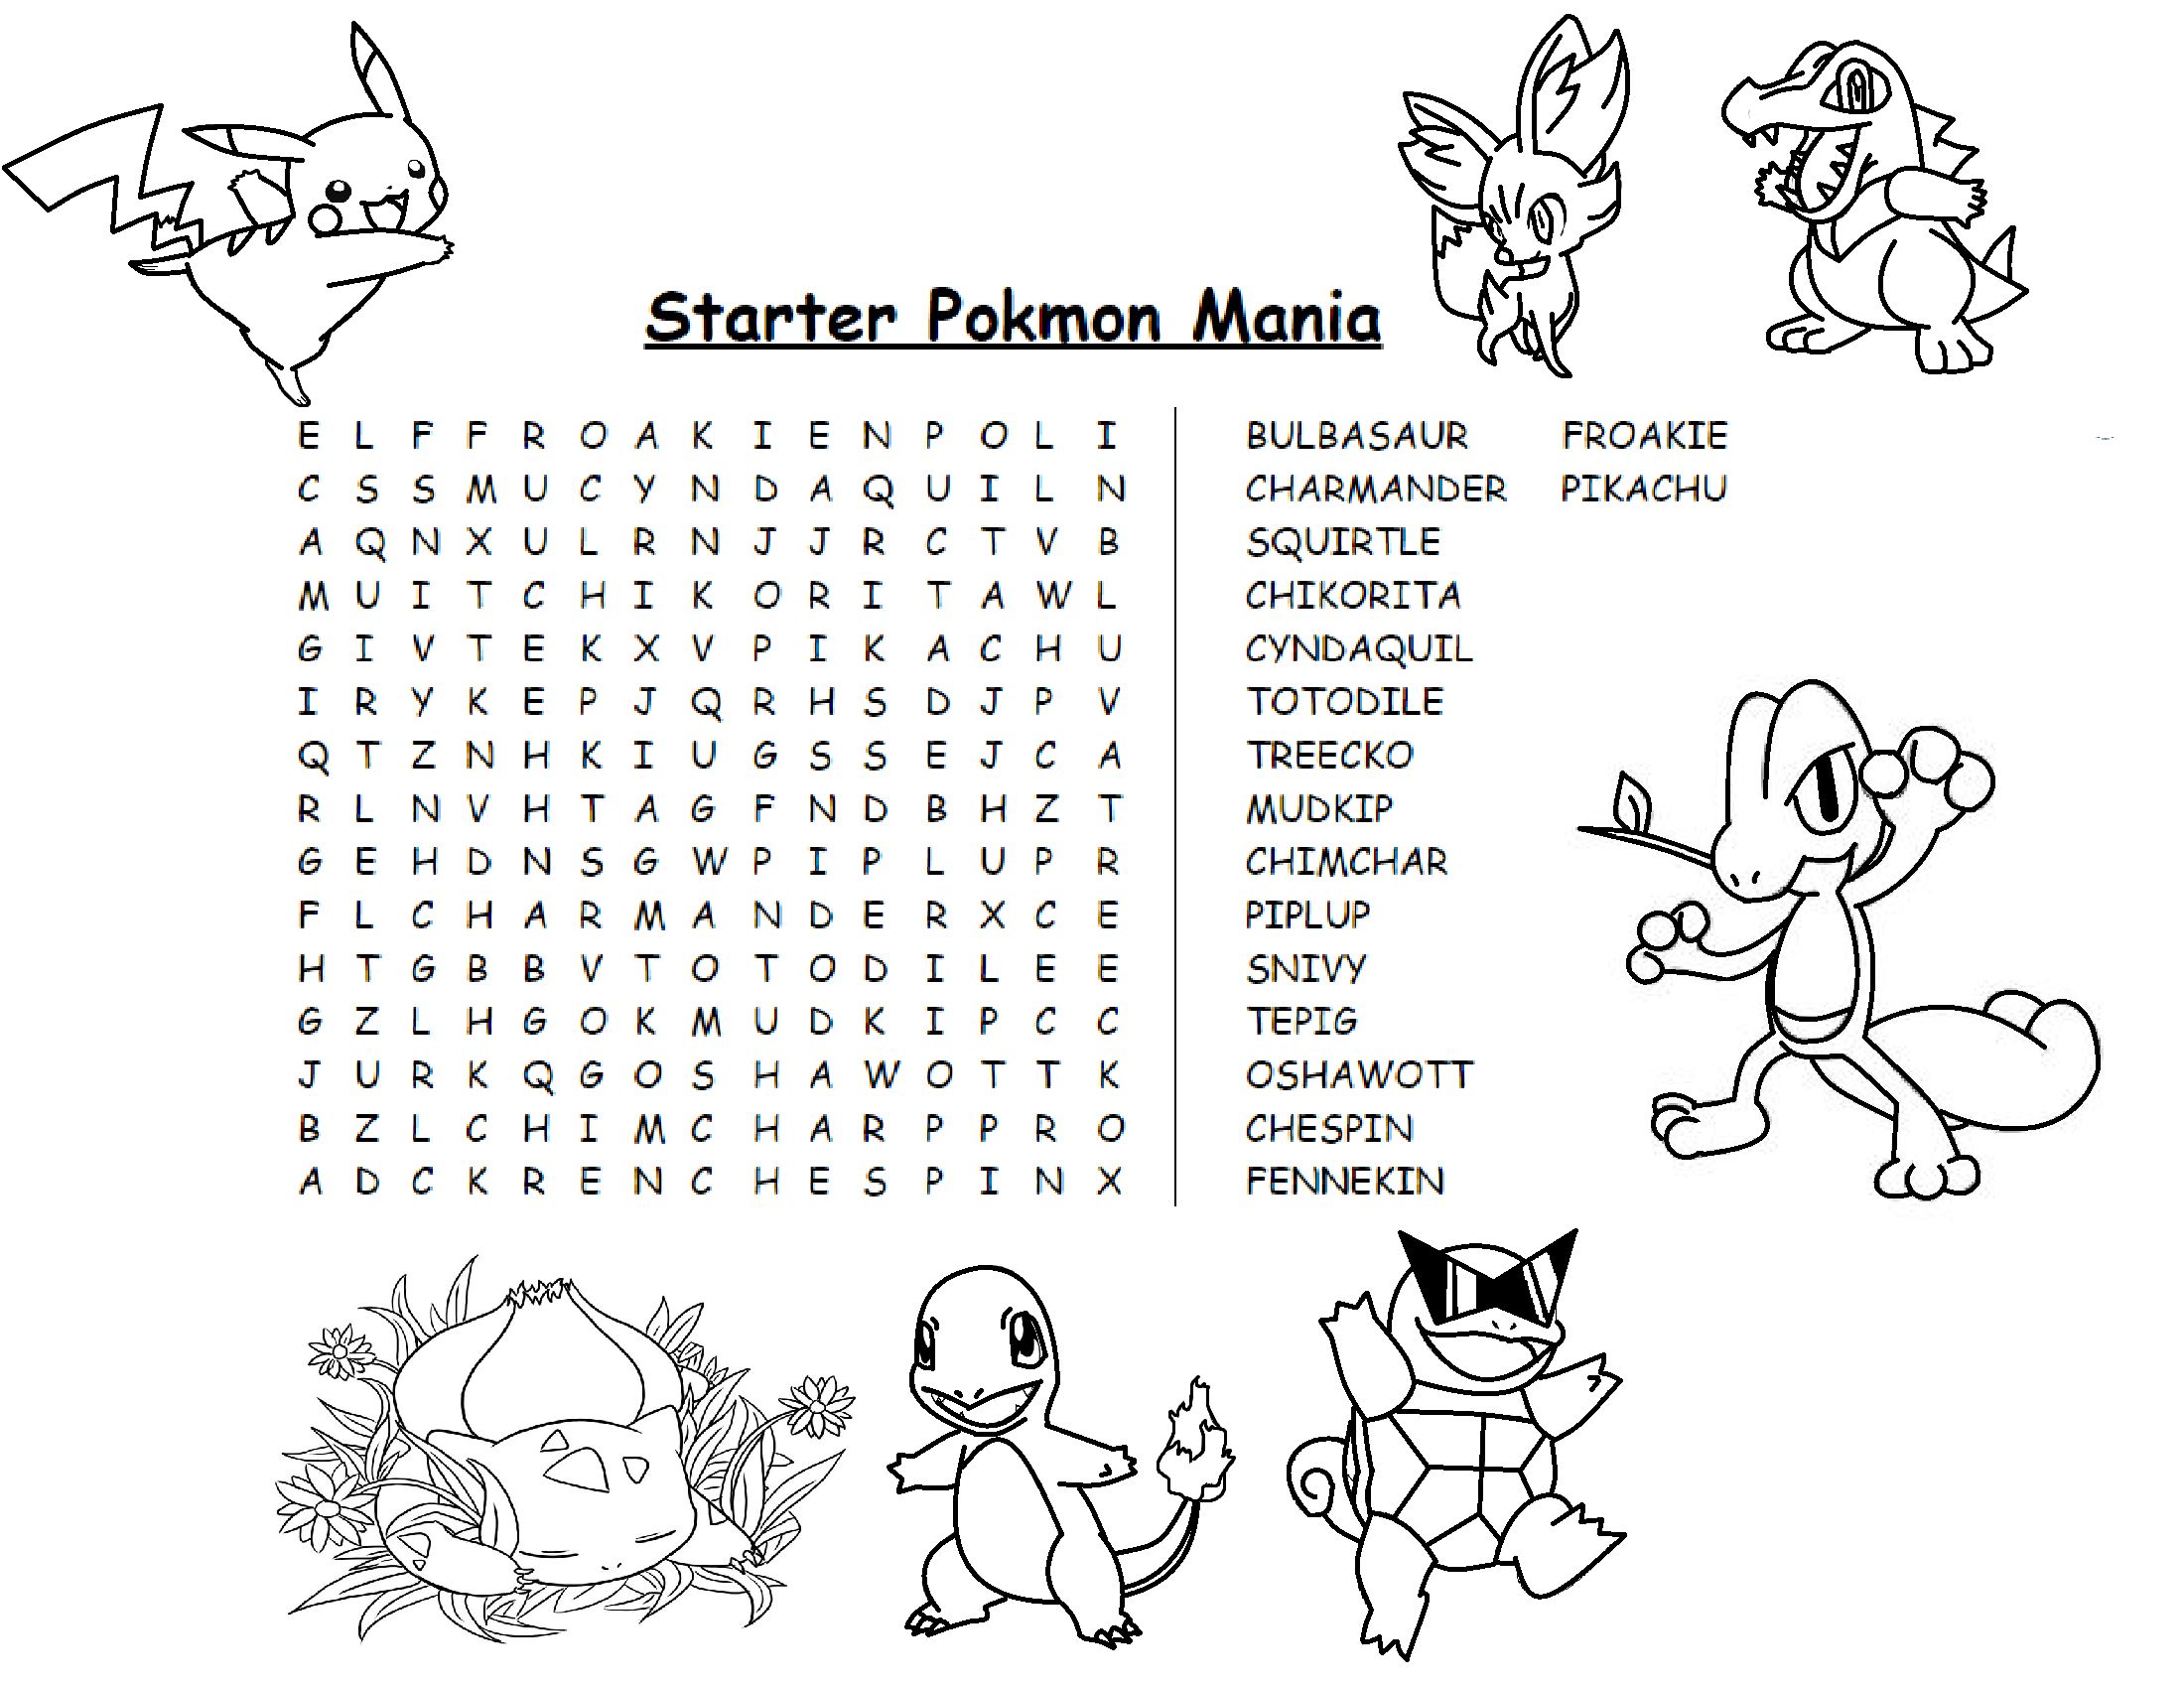 Starter Pokmon Mania
E L F F R O A K I E N P O L I
C S S M U C Y N D A Q U I L N
A Q N X U L R N J J R C T V B
M U I T C H I K O R I T A W L
G I V T E K X V P I K A C H U
I R Y K E P J Q R H S D J P V
Q T Z N H K I U G S S E J C A
R L N V H T A G F N D B H Z T
G E H D N S G W P I P L U P R
F L C H A R M A N D E R X C E
H T G B B V T O T O D I L E E
G Z L H G O K M U D K I P C C
J U R K Q G O S H A W O T T K
B Z L C H I M C H A R P P R O
A D C K R E N C H E S P I N X
BULBASAUR FROAKIE
CHARMANDER PIKACHU
SQUIRTLE
CHIKORITA
CYNDAQUIL
TOTODILE
TREECKO
MUDKIP
CHIMCHAR
PIPLUP
SNIVY
TEPIG
OSHAWOTT
CHESPIN
FENNEKIN